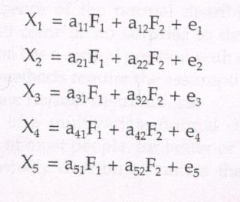 X₁ = a₁₁F₁ + a₁₂F₂ + e₁
X₂ = a₂₁F₁ + a₂₂F₂ + e₂
X₃ = a₃₁F₁ + a₃₂F₂ + e₃
X₄ = a₄₁F₁ + a₄₂F₂ + e₄
X₅ = a₅₁F₁ + a₅₂F₂ + e₅